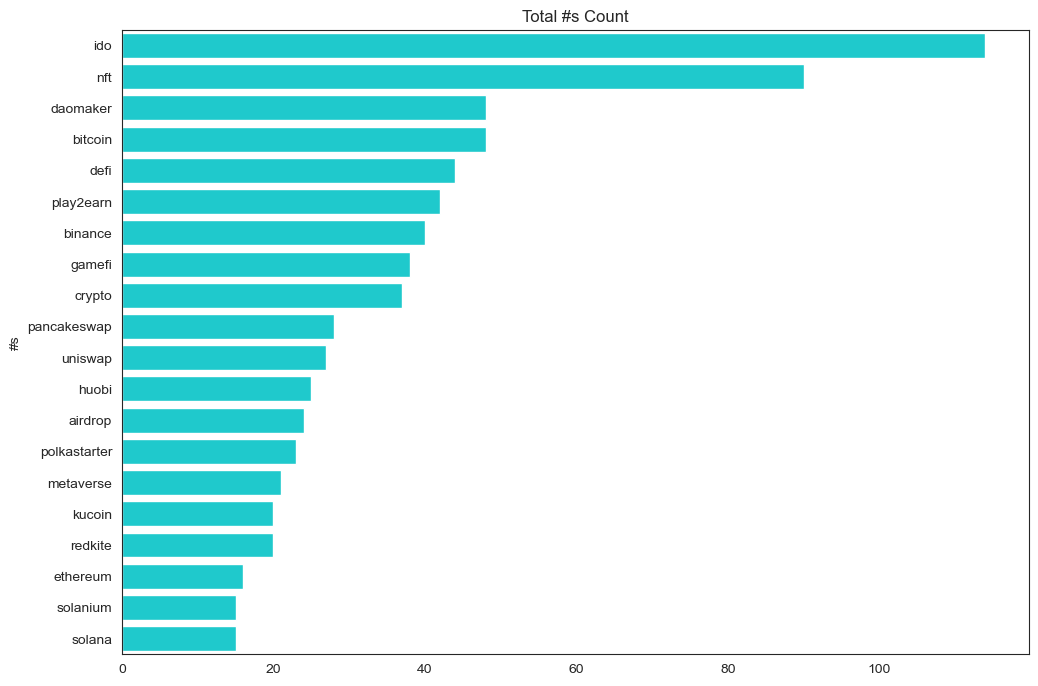 Total #s Count
ido
nft
daomaker
bitcoin
defi
play2earn
binance
gamefi
crypto
pancakeswap
uniswap
huobi
airdrop
polkastarter
metaverse
kucoin
redkite
ethereum
solanium
solana
#s
0 20 40 60 80 100